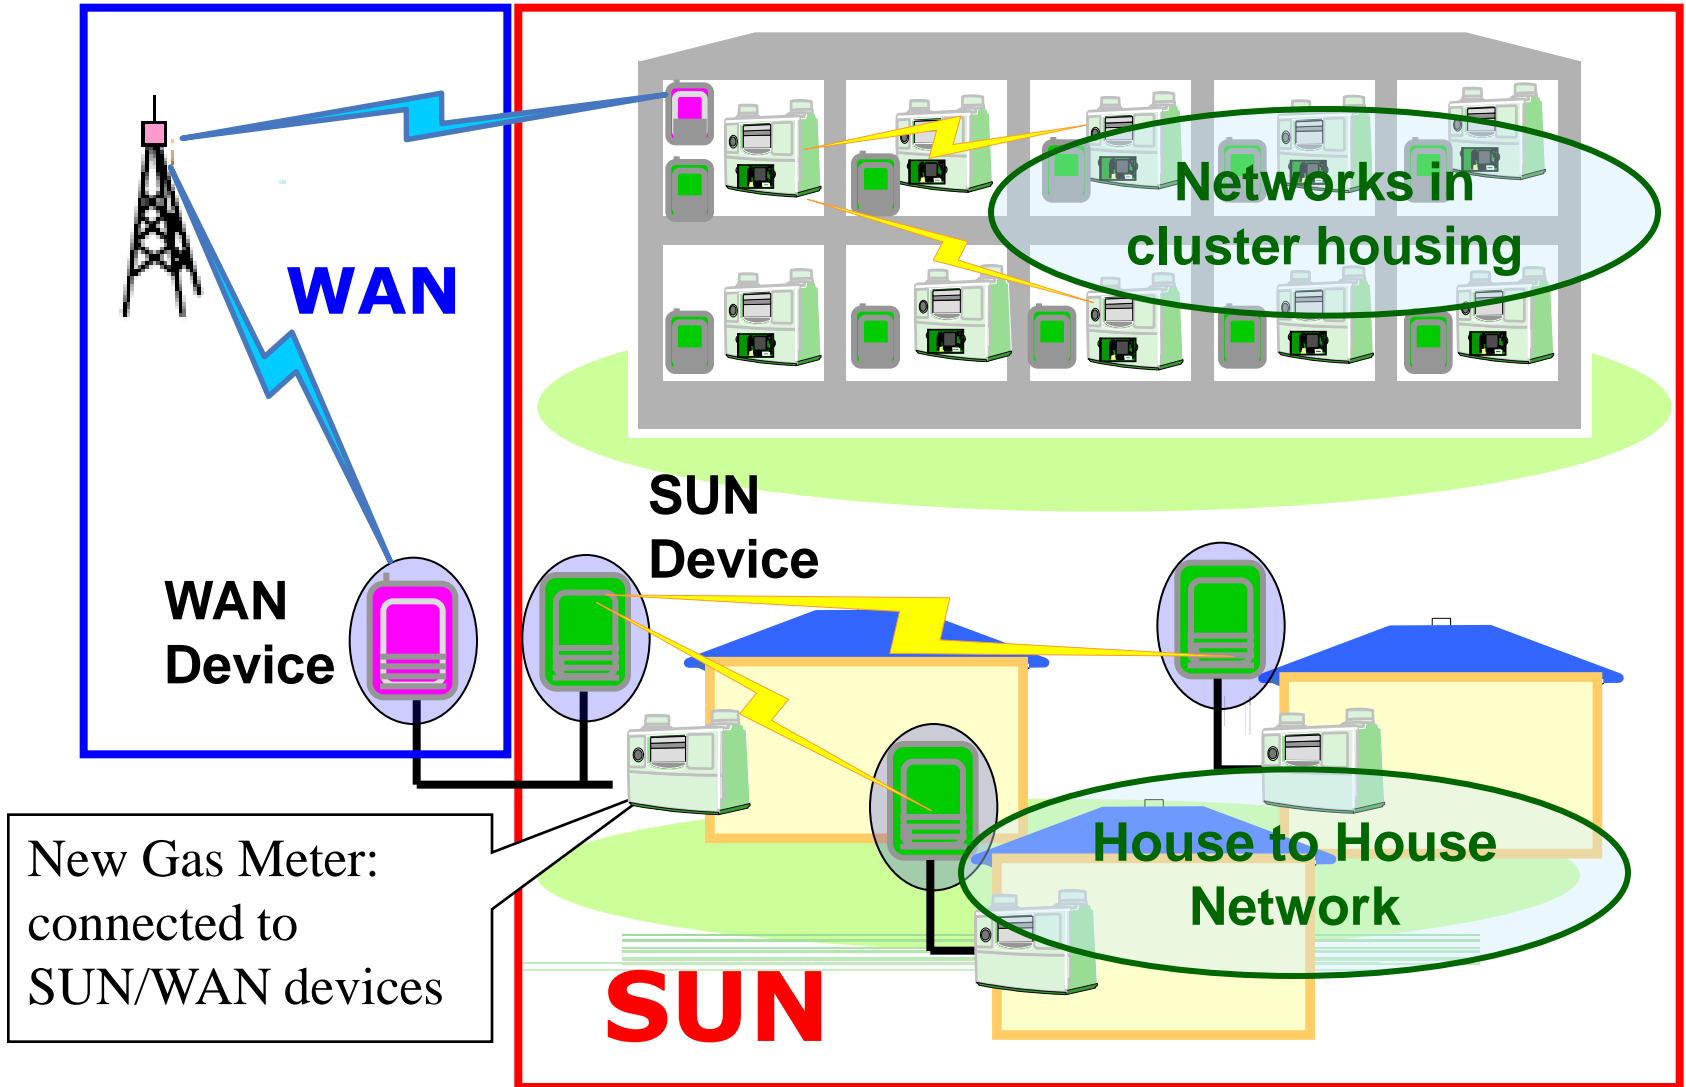 WAN
Networks in
cluster housing
SUN
Device
WAN
Device
New Gas Meter:
connected to
SUN/WAN devices
House to House
Network
SUN